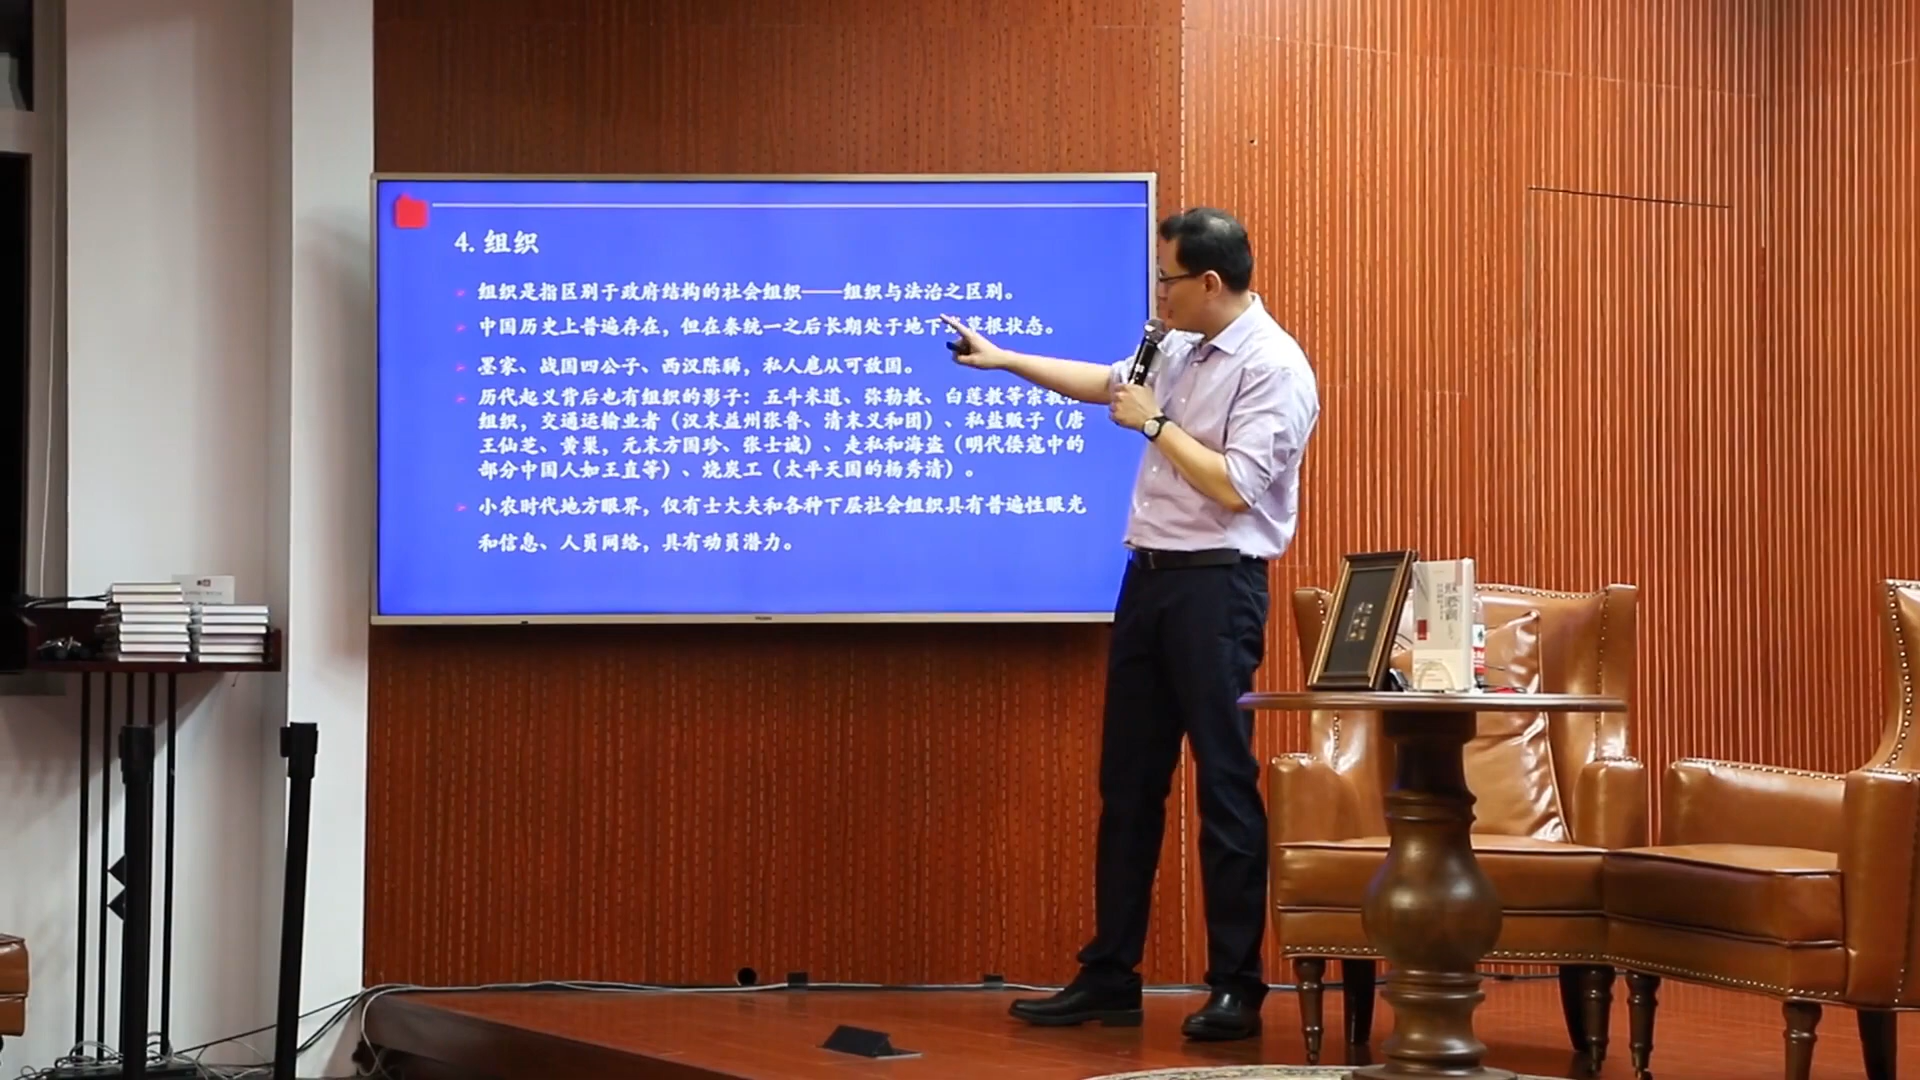 4. 组织
组织是指区别于政府结构的社会组织——组织与法治之区别。
中国历史上普遍存在，但在秦统一之后长期处于地下 草根状态。
墨家、战国四公子、西汉陈豨，私人扈从可敌国。
历代起义背后也有组织的影子：五斗米道、弥勒教、白莲教等宗教
组织，交通运输业者（汉末益州张鲁、清末义和团）、私盐贩子（唐
王仙芝、黄巢，元末方国珍、张士诚）、走私和海盗（明代倭寇中的
部分中国人如王直等）、烧炭工（太平天国的杨秀清）。
小农时代地方眼界，仅有士大夫和各种下层社会组织具有普遍性眼光
和信息、人员网络，具有动员潜力。